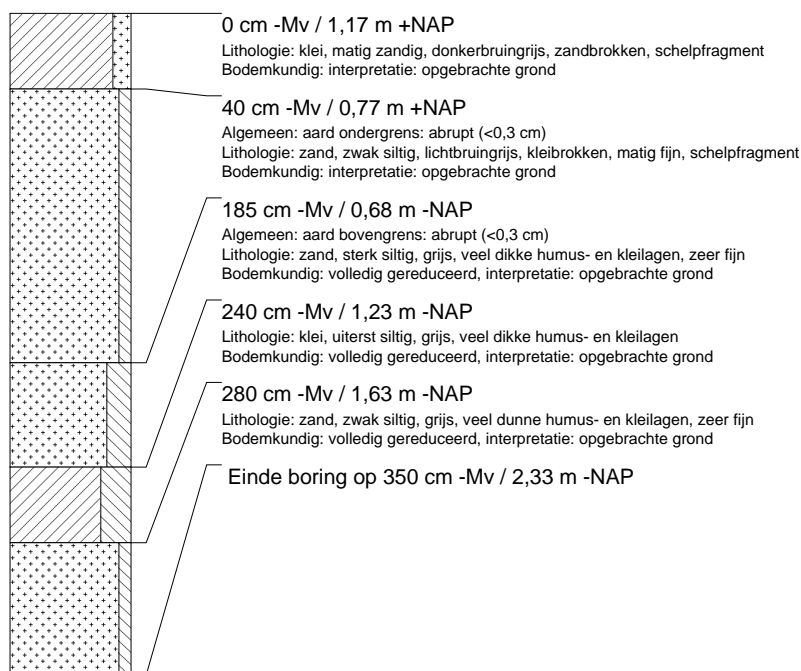 0 cm -Mv / 1,17 m +NAP
Lithologie: klei, matig zandig, donkerbruingrijs, zandbrokken, schelpfragment
Bodemkundig: interpretatie: opgebrachte grond
40 cm -Mv / 0,77 m +NAP
Algemeen: aard ondergrens: abrupt (<0,3 cm)
Lithologie: zand, zwak siltig, lichtbruingrijs, kleibrokken, matig fijn, schelpfragment
Bodemkundig: interpretatie: opgebrachte grond
185 cm -Mv / 0,68 m -NAP
Algemeen: aard bovengrens: abrupt (<0,3 cm)
Lithologie: zand, sterk siltig, grijs, veel dikke humus- en kleilagen, zeer fijn
Bodemkundig: volledig gereduceerd, interpretatie: opgebrachte grond
240 cm -Mv / 1,23 m -NAP
Lithologie: klei, uiterst siltig, grijs, veel dikke humus- en kleilagen
Bodemkundig: volledig gereduceerd, interpretatie: opgebrachte grond
280 cm -Mv / 1,63 m -NAP
Lithologie: zand, zwak siltig, grijs, veel dunne humus- en kleilagen, zeer fijn
Bodemkundig: volledig gereduceerd, interpretatie: opgebrachte grond
Einde boring op 350 cm -Mv / 2,33 m -NAP